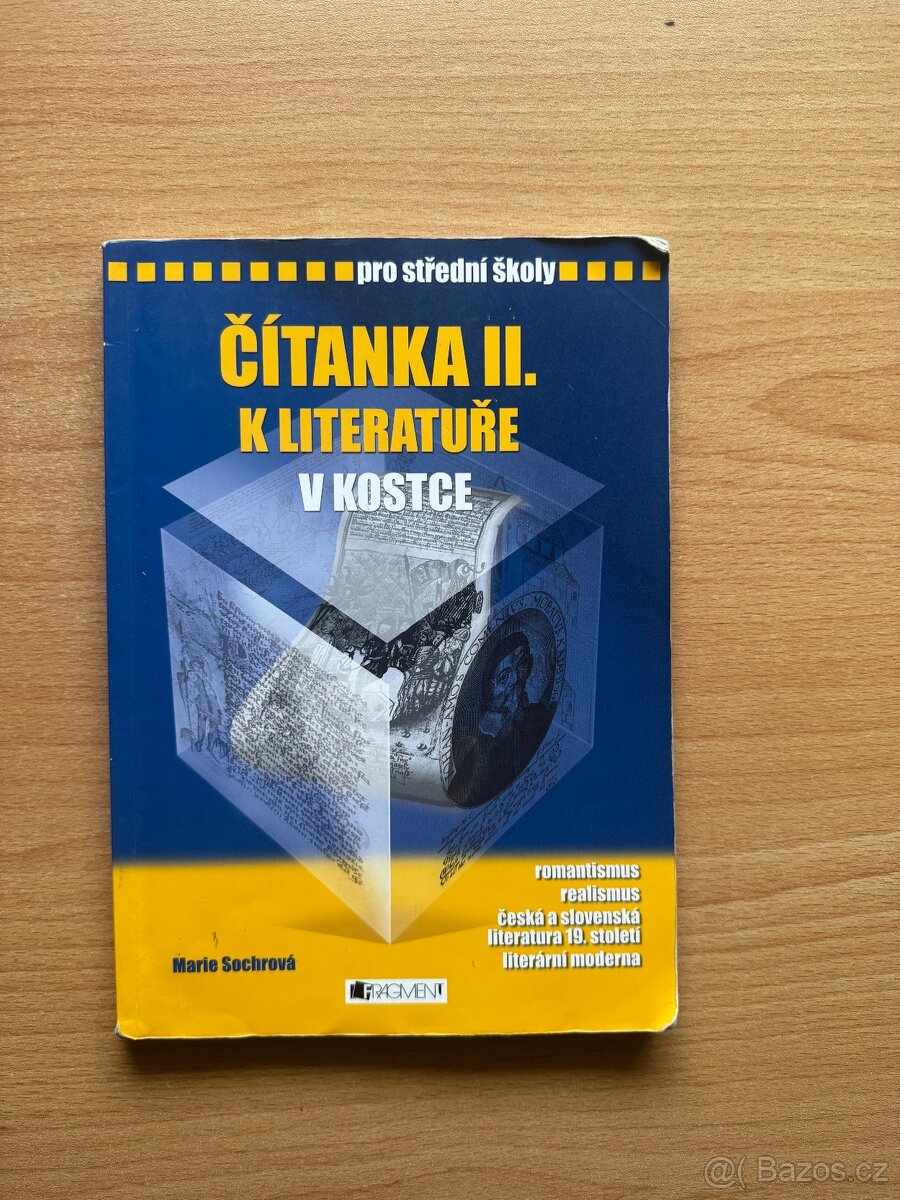 pro střední školy
ČÍTANKA II.
K LITERATUŘE
V KOSTCE
romantismus
realismus
česká a slovenská
literatura 19. století
literární moderna
Marie Sochrová
FRAGMENT
@( Bazos.cz